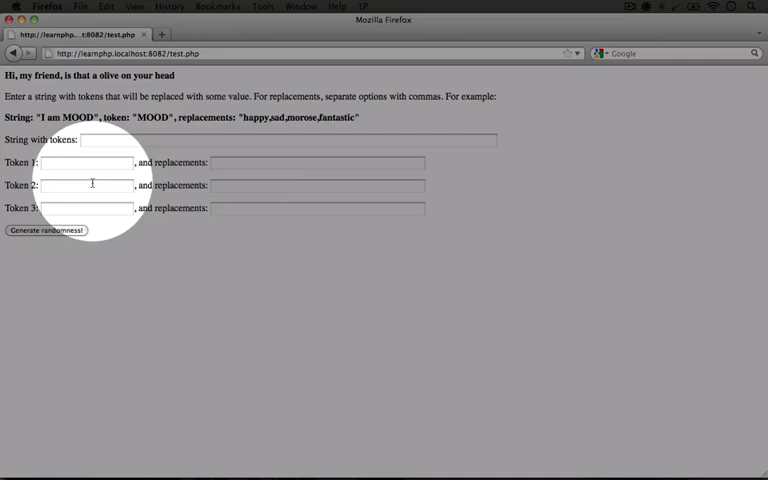 Firefox File Edit View History Bookmarks Tools Window Help 1P
Mozilla Firefox
http://learnphp....t:8082/test.php
http://learnphp.localhost:8082/test.php
Google
Hi, my friend, is that a olive on your head
Enter a string with tokens that will be replaced with some value. For replacements, separate options with commas. For example:
String: "I am MOOD", token: "MOOD", replacements: "happy,sad,morose,fantastic"
String with tokens:
Token 1: , and replacements:
Token 2: , and replacements:
Token 3: , and replacements:
Generate randomness!